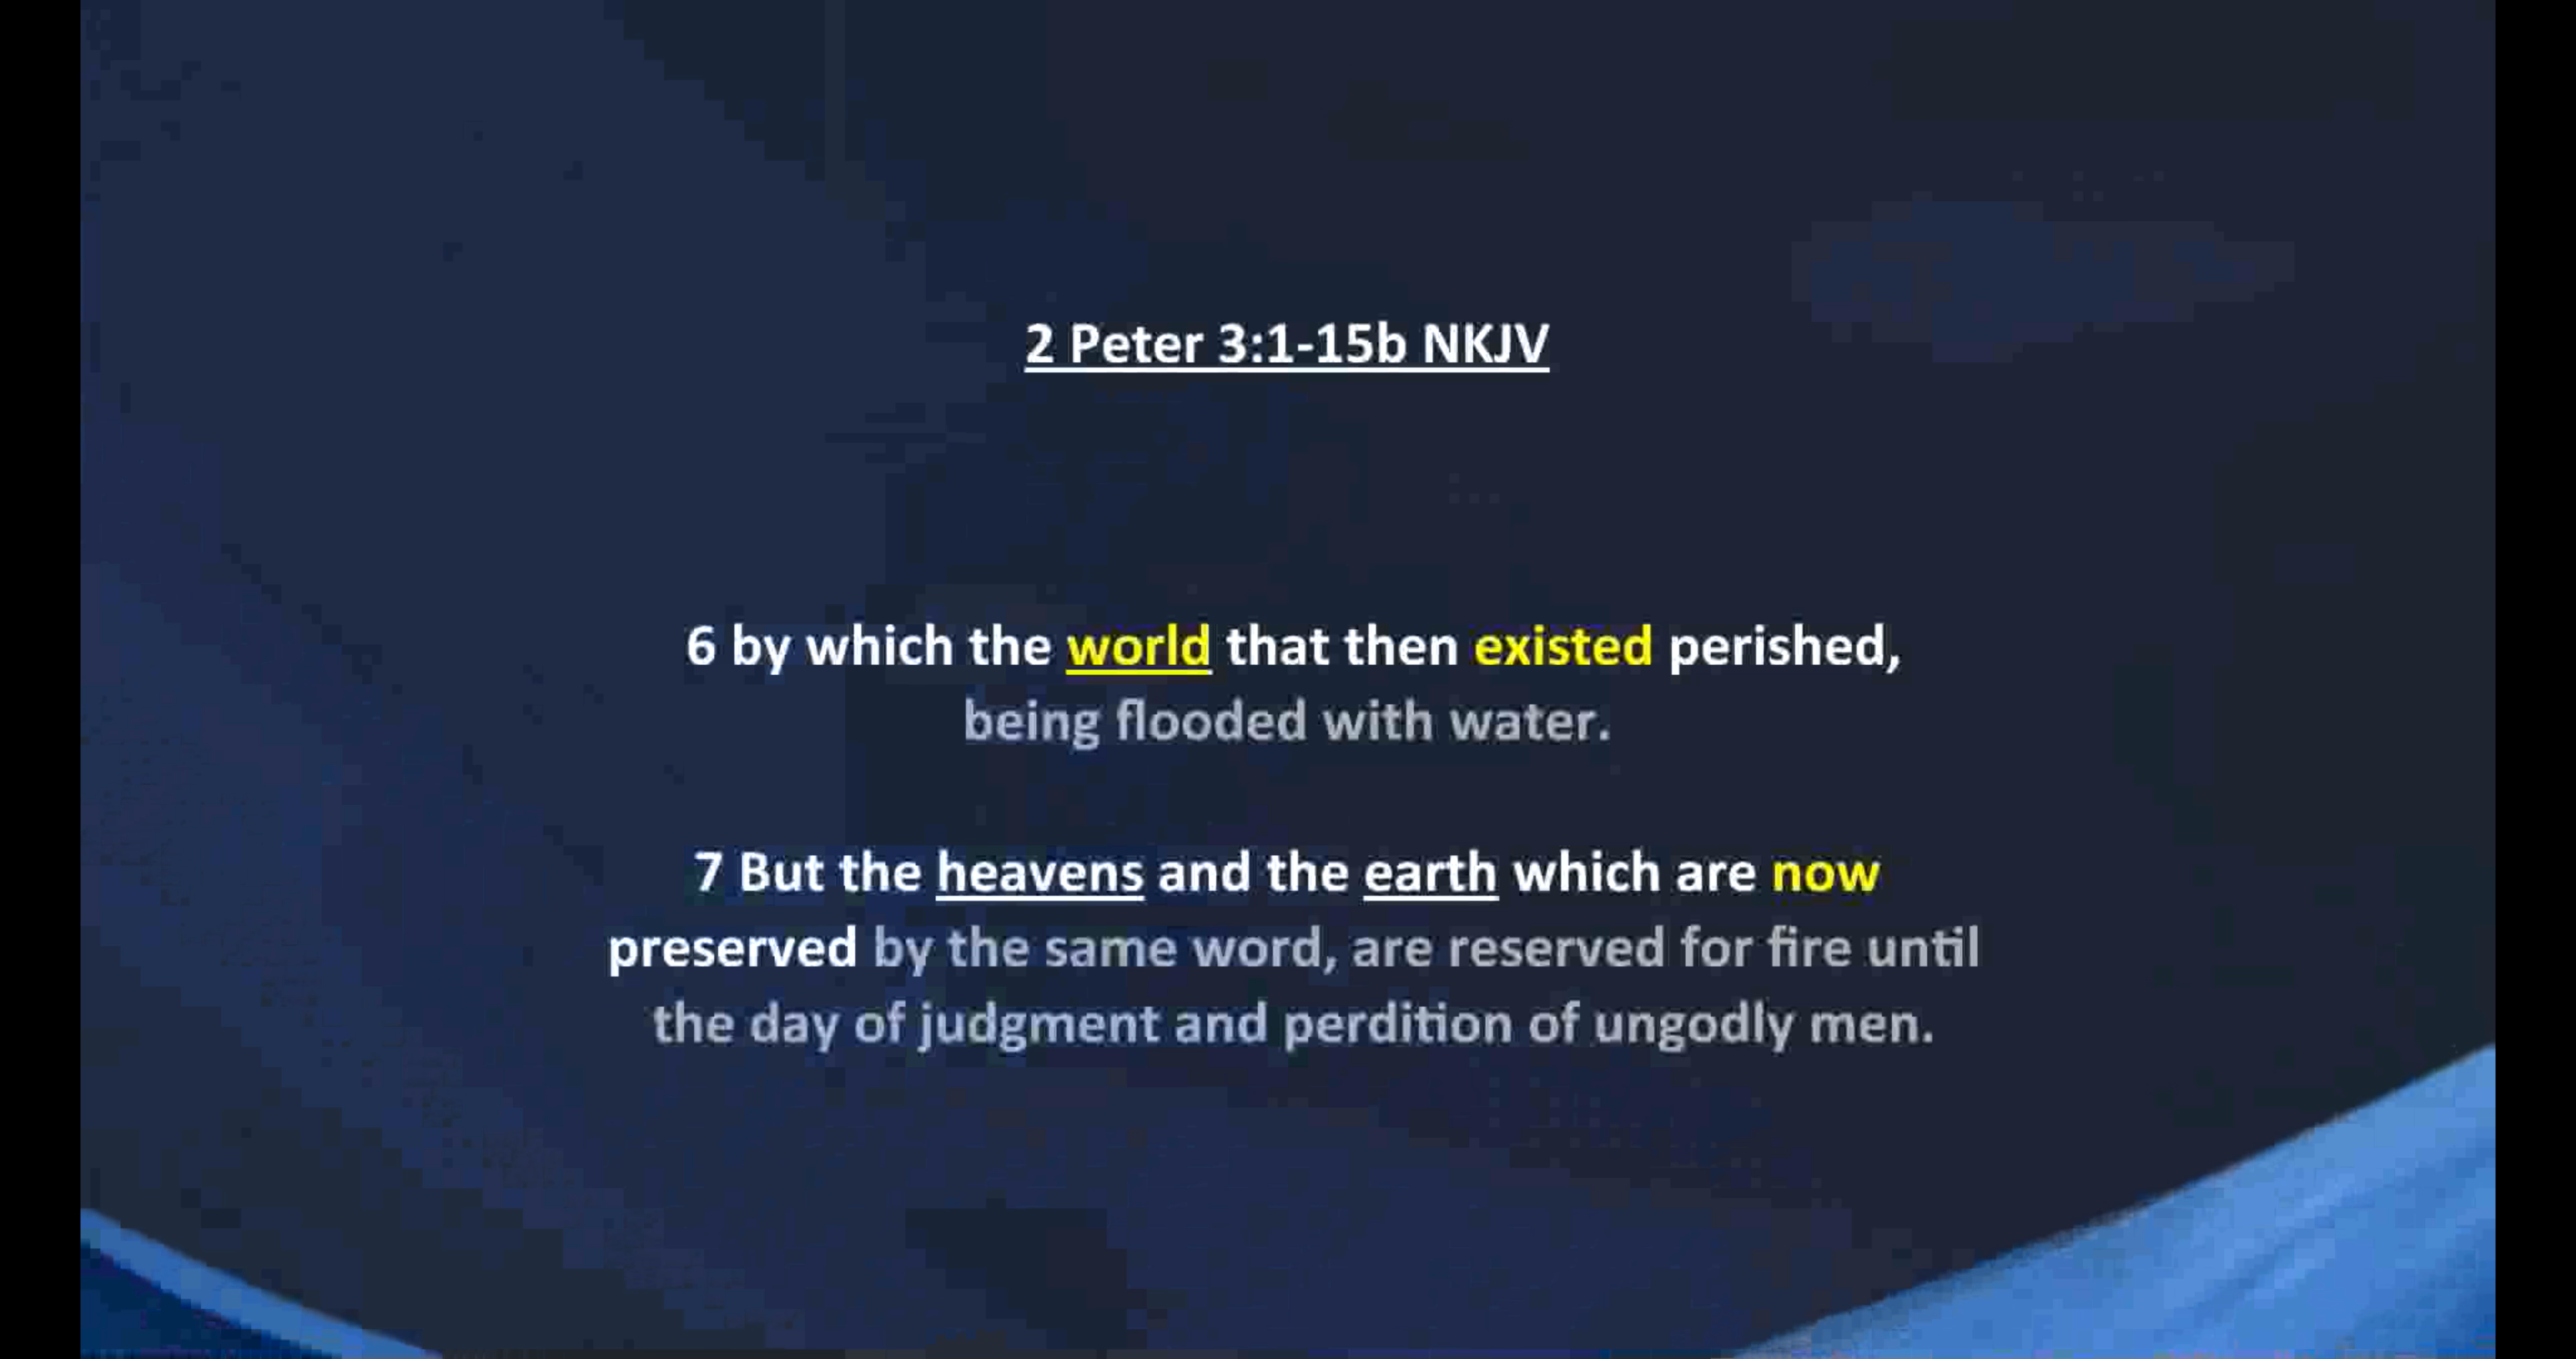 2 Peter 3:1-15b NKJV
6 by which the world that then existed perished,
being flooded with water.
7 But the heavens and the earth which are now
preserved by the same word, are reserved for fire until
the day of judgment and perdition of ungodly men.